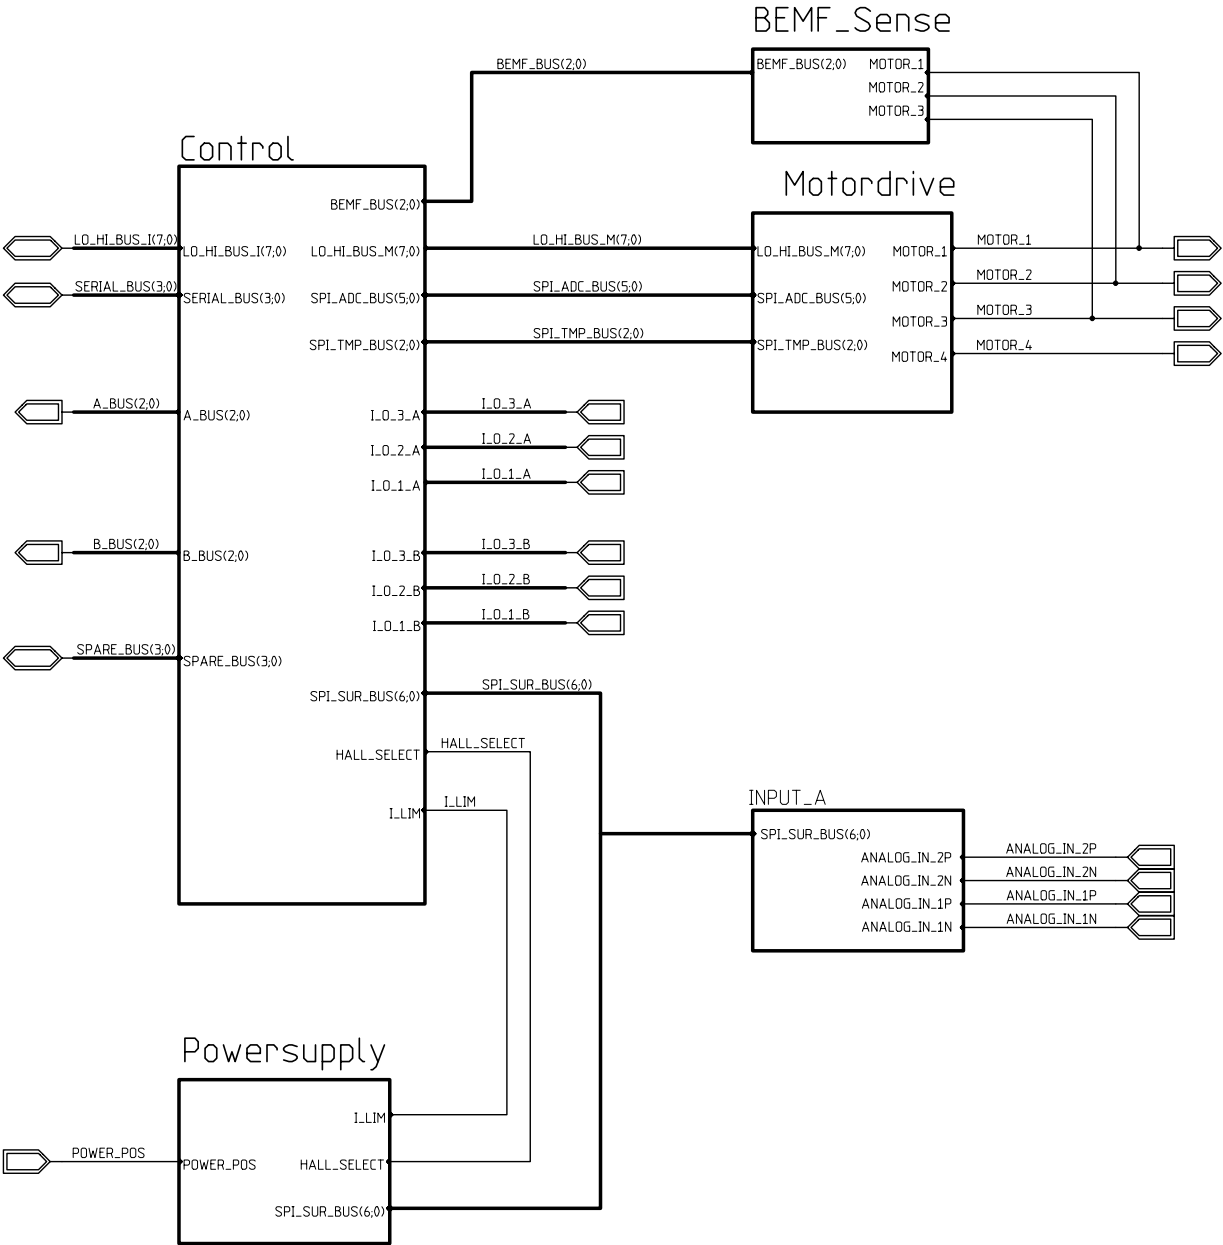 BEMF_Sense
BEMF_BUS(2;0)
BEMF_BUS(2;0)
MOTOR_1
MOTOR_2
MOTOR_3
Control
BEMF_BUS(2;0)
Motordrive
LO_HI_BUS_I(7;0)
LO_HI_BUS_I(7;0)
LO_HI_BUS_M(7;0)
LO_HI_BUS_M(7;0)
LO_HI_BUS_M(7;0)
MOTOR_1
MOTOR_1
SERIAL_BUS(3;0)
SERIAL_BUS(3;0)
SPI_ADC_BUS(5;0)
SPI_ADC_BUS(5;0)
SPI_ADC_BUS(5;0)
MOTOR_2
MOTOR_2
MOTOR_3
MOTOR_3
SPI_TMP_BUS(2;0)
SPI_TMP_BUS(2;0)
SPI_TMP_BUS(2;0)
MOTOR_4
MOTOR_4
A_BUS(2;0)
A_BUS(2;0)
I_O_3_A
I_O_3_A
I_O_2_A
I_O_2_A
I_O_1_A
I_O_1_A
B_BUS(2;0)
B_BUS(2;0)
I_O_3_B
I_O_3_B
I_O_2_B
I_O_2_B
I_O_1_B
I_O_1_B
SPARE_BUS(3;0)
SPARE_BUS(3;0)
SPI_SUR_BUS(6;0)
SPI_SUR_BUS(6;0)
HALL_SELECT
HALL_SELECT
I_LIM
I_LIM
INPUT_A
SPI_SUR_BUS(6;0)
ANALOG_IN_2P
ANALOG_IN_2P
ANALOG_IN_2N
ANALOG_IN_2N
ANALOG_IN_1P
ANALOG_IN_1P
ANALOG_IN_1N
ANALOG_IN_1N
Powersupply
I_LIM
POWER_POS
POWER_POS
HALL_SELECT
SPI_SUR_BUS(6;0)